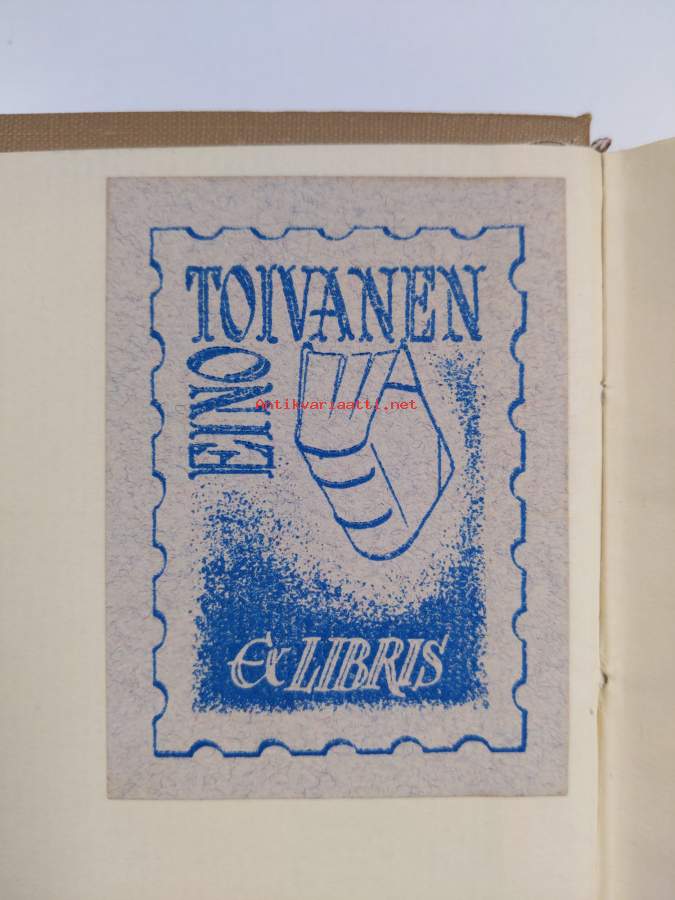 TOIVANEN
EINO
Antikvariaatti.net
Ex LIBRIS